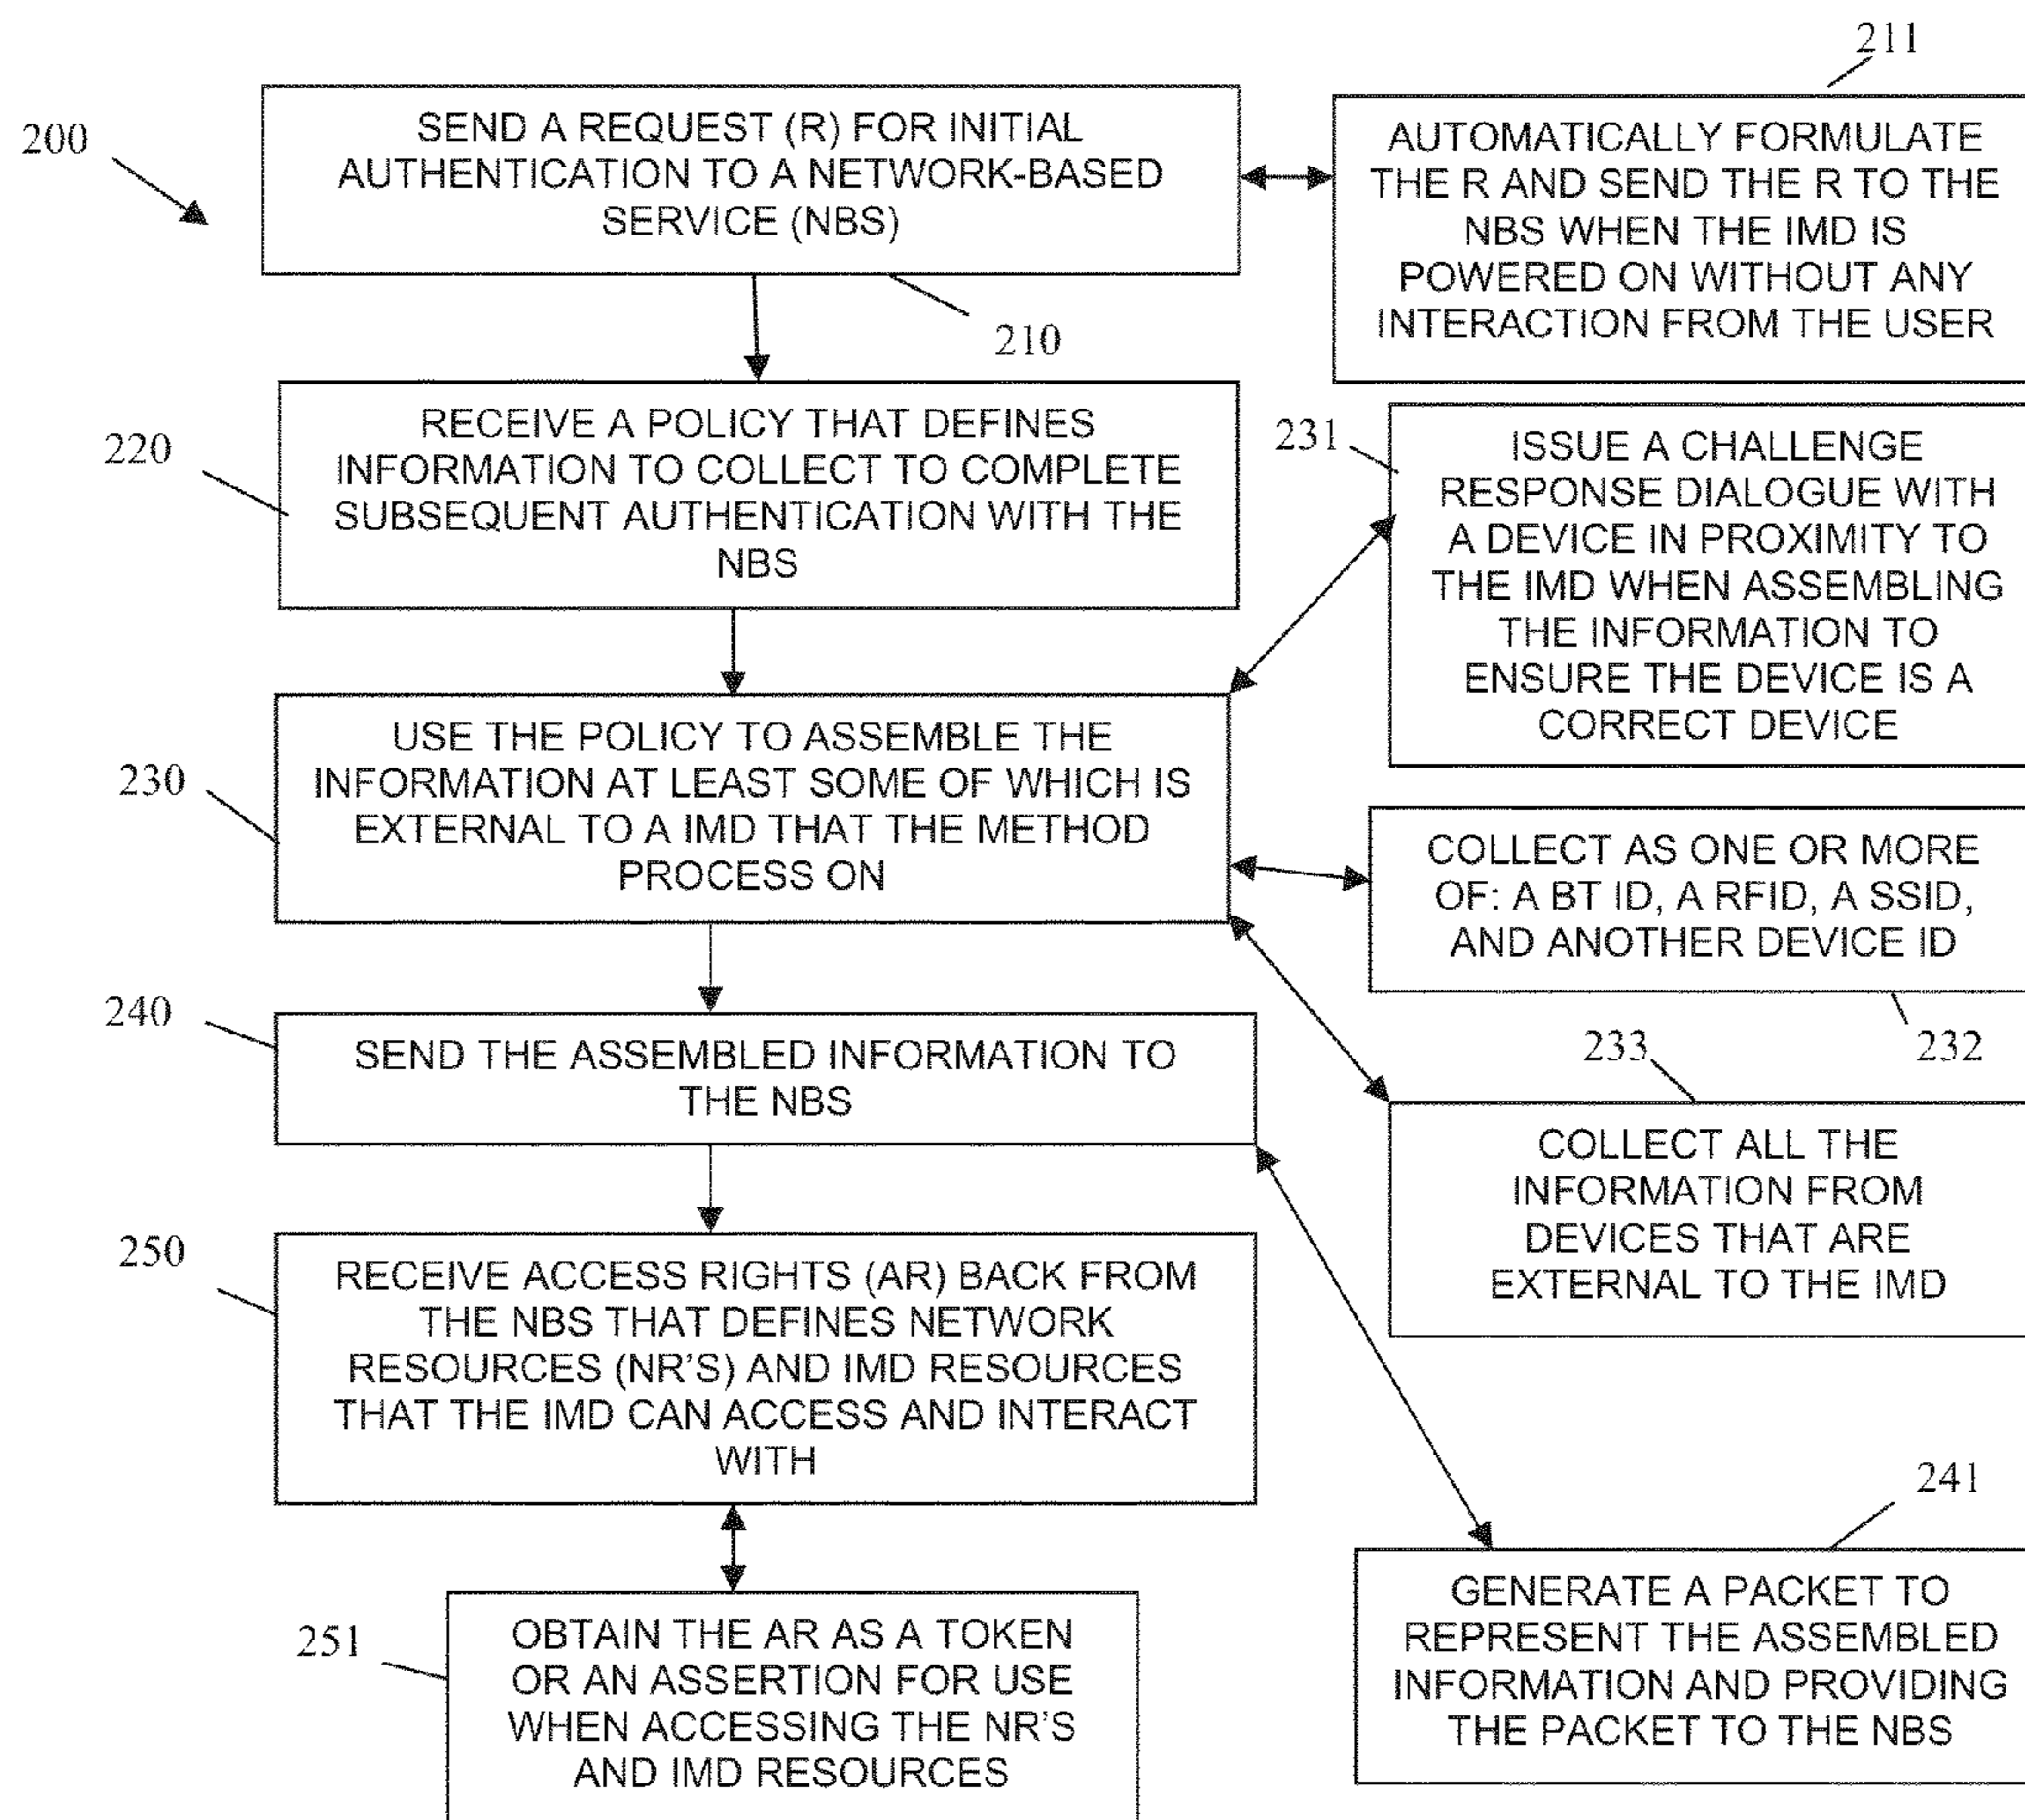 211
200
SEND A REQUEST (R) FOR INITIAL
AUTHENTICATION TO A NETWORK-BASED
SERVICE (NBS)
210
AUTOMATICALLY FORMULATE
THE R AND SEND THE R TO THE
NBS WHEN THE IMD IS
POWERED ON WITHOUT ANY
INTERACTION FROM THE USER
220
RECEIVE A POLICY THAT DEFINES
INFORMATION TO COLLECT TO COMPLETE
SUBSEQUENT AUTHENTICATION WITH THE
NBS
231
ISSUE A CHALLENGE
RESPONSE DIALOGUE WITH
A DEVICE IN PROXIMITY TO
THE IMD WHEN ASSEMBLING
THE INFORMATION TO
ENSURE THE DEVICE IS A
CORRECT DEVICE
230
USE THE POLICY TO ASSEMBLE THE
INFORMATION AT LEAST SOME OF WHICH IS
EXTERNAL TO A IMD THAT THE METHOD
PROCESS ON
COLLECT AS ONE OR MORE
OF: A BT ID, A RFID, A SSID,
AND ANOTHER DEVICE ID
232
240
SEND THE ASSEMBLED INFORMATION TO
THE NBS
233
COLLECT ALL THE
INFORMATION FROM
DEVICES THAT ARE
EXTERNAL TO THE IMD
250
RECEIVE ACCESS RIGHTS (AR) BACK FROM
THE NBS THAT DEFINES NETWORK
RESOURCES (NR'S) AND IMD RESOURCES
THAT THE IMD CAN ACCESS AND INTERACT
WITH
241
GENERATE A PACKET TO
REPRESENT THE ASSEMBLED
INFORMATION AND PROVIDING
THE PACKET TO THE NBS
251
OBTAIN THE AR AS A TOKEN
OR AN ASSERTION FOR USE
WHEN ACCESSING THE NR'S
AND IMD RESOURCES